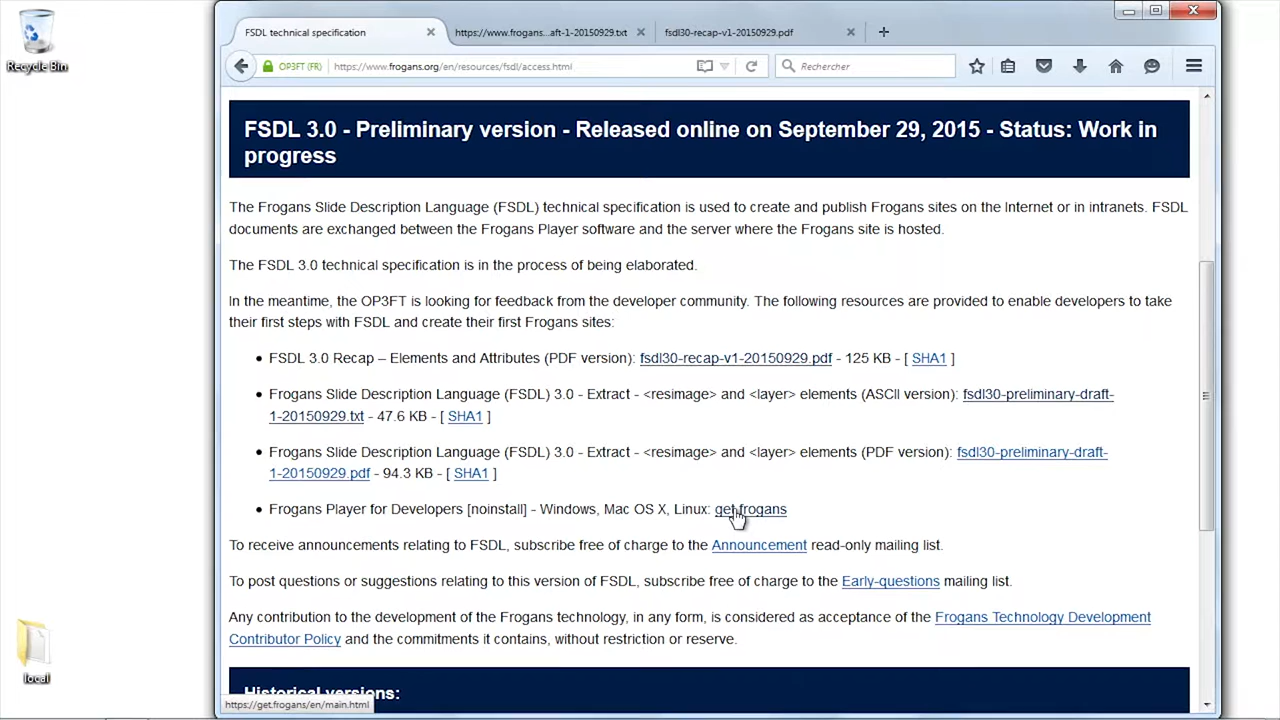 Recycle Bin
FSDL technical specification
https://www.frogans...aft-1-20150929.txt
fsdl30-recap-v1-20150929.pdf
OP3FT (FR)
https://www.frogans.org/en/resources/fsdl/access.html
Rechercher
FSDL 3.0 - Preliminary version - Released online on September 29, 2015 - Status: Work in
progress
The Frogans Slide Description Language (FSDL) technical specification is used to create and publish Frogans sites on the Internet or in intranets. FSDL
documents are exchanged between the Frogans Player software and the server where the Frogans site is hosted.
The FSDL 3.0 technical specification is in the process of being elaborated.
In the meantime, the OP3FT is looking for feedback from the developer community. The following resources are provided to enable developers to take
their first steps with FSDL and create their first Frogans sites:
• FSDL 3.0 Recap – Elements and Attributes (PDF version): fsdl30-recap-v1-20150929.pdf - 125 KB - [ SHA1 ]
• Frogans Slide Description Language (FSDL) 3.0 - Extract - <resimage> and <layer> elements (ASCII version): fsdl30-preliminary-draft-
1-20150929.txt - 47.6 KB - [ SHA1 ]
• Frogans Slide Description Language (FSDL) 3.0 - Extract - <resimage> and <layer> elements (PDF version): fsdl30-preliminary-draft-
1-20150929.pdf - 94.3 KB - [ SHA1 ]
• Frogans Player for Developers [noinstall] - Windows, Mac OS X, Linux: get.frogans
To receive announcements relating to FSDL, subscribe free of charge to the Announcement read-only mailing list.
To post questions or suggestions relating to this version of FSDL, subscribe free of charge to the Early-questions mailing list.
Any contribution to the development of the Frogans technology, in any form, is considered as acceptance of the Frogans Technology Development
Contributor Policy and the commitments it contains, without restriction or reserve.
local
Historical versions:
https://get.frogans/en/main.html